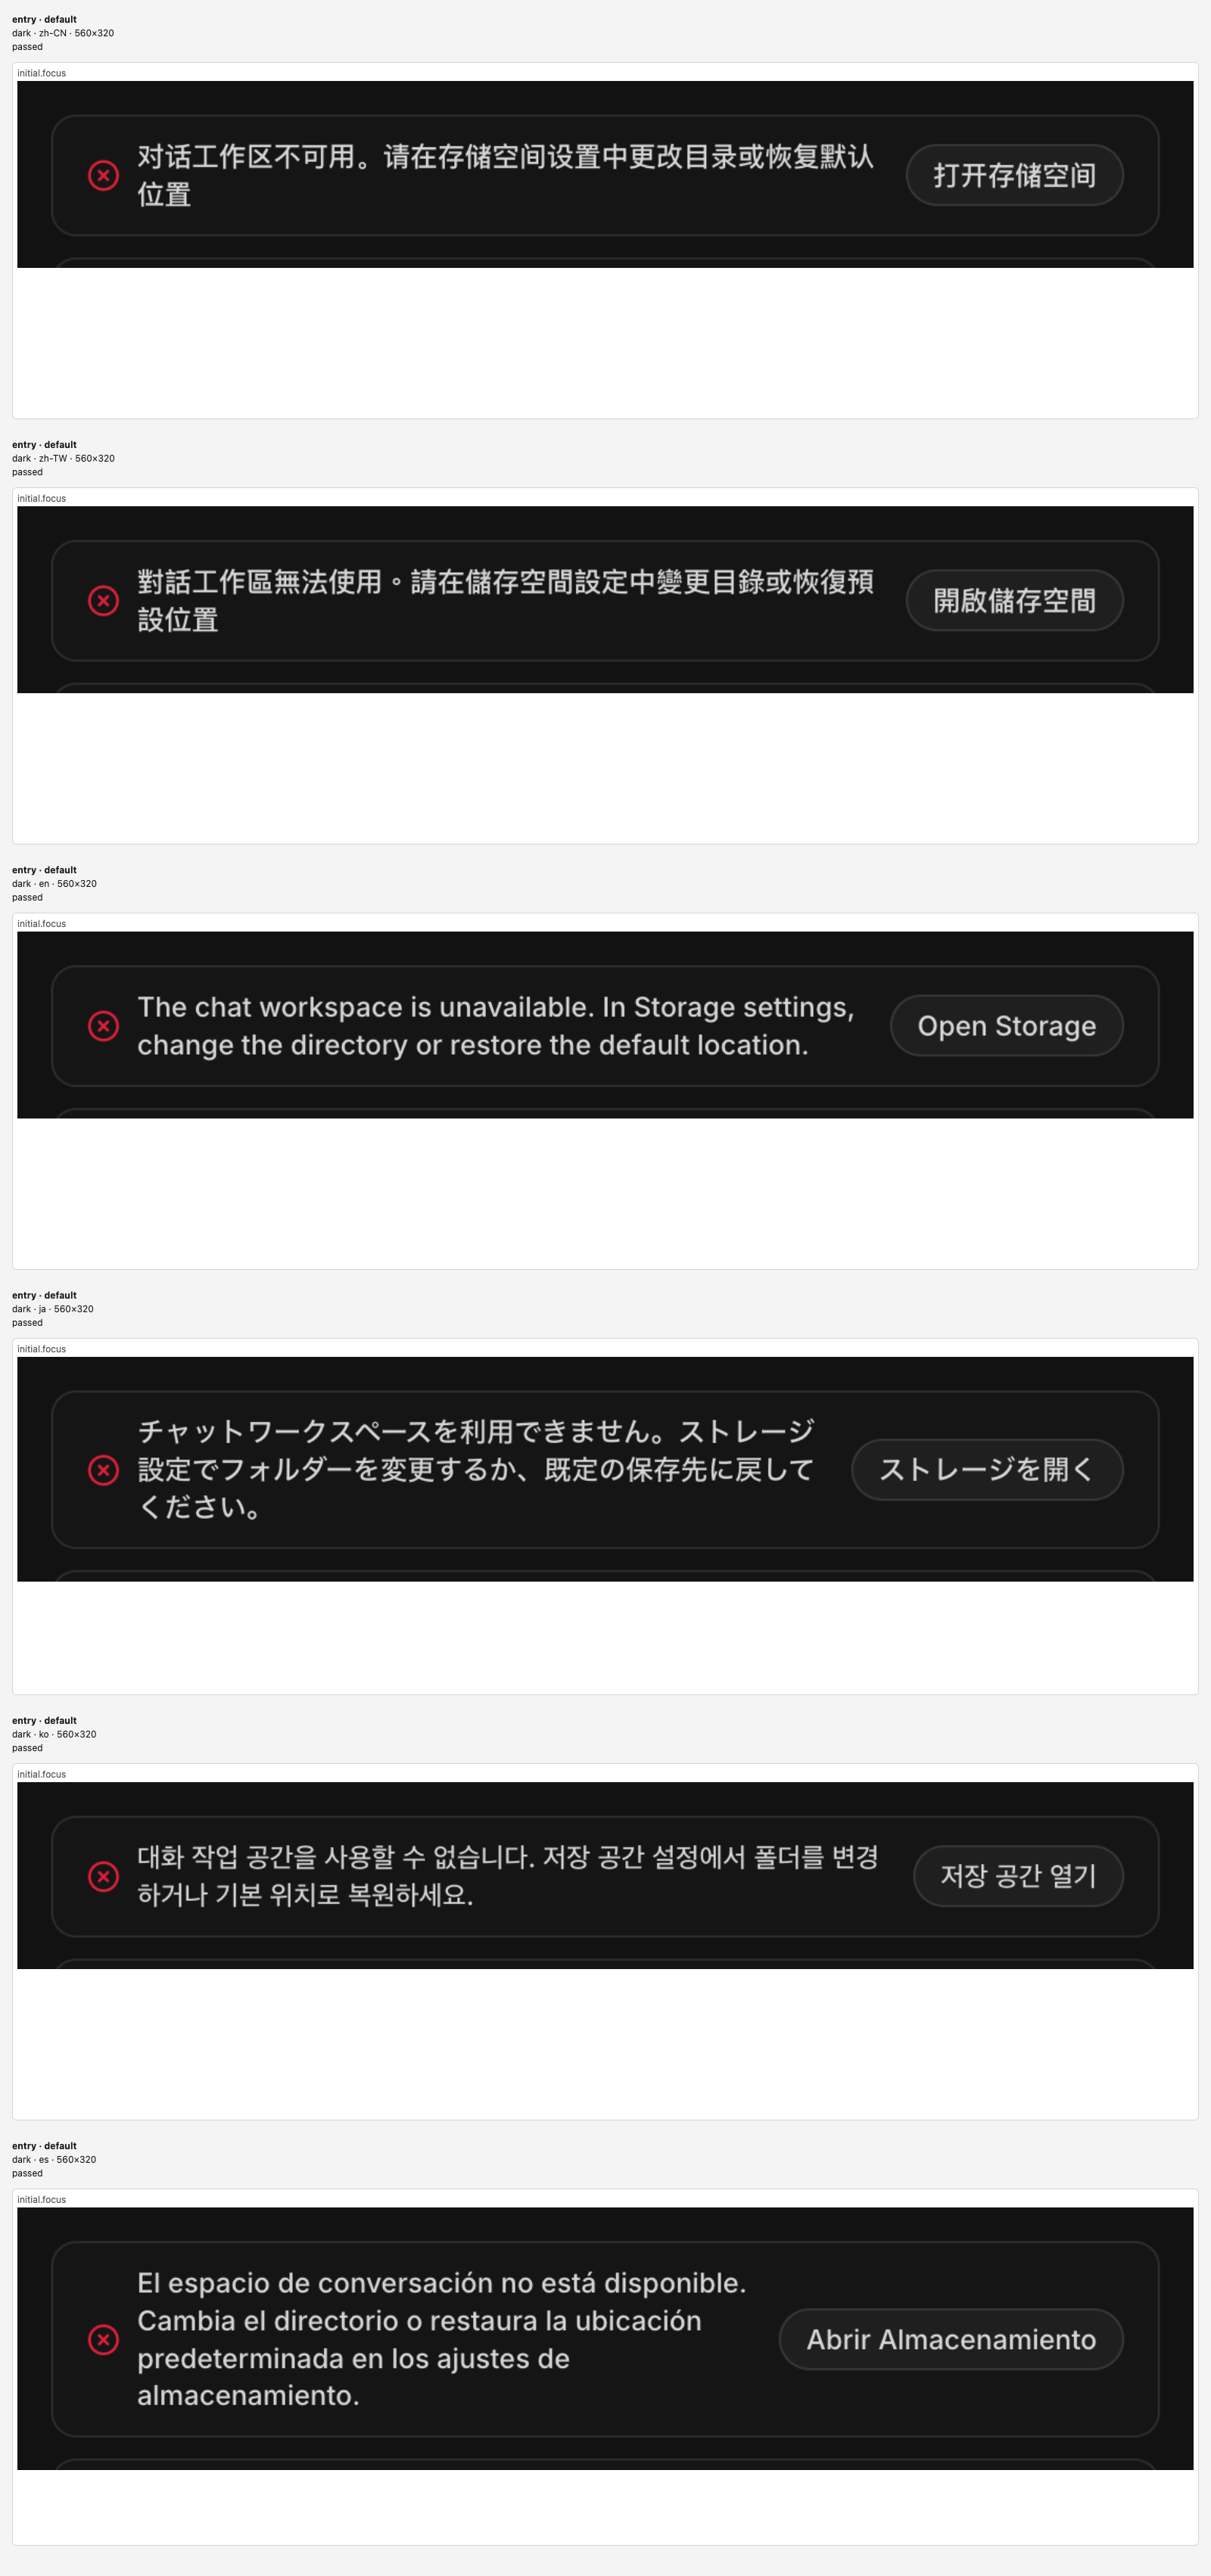 entry · default
dark · zh-CN · 560×320
passed
initial.focus
对话工作区不可用。请在存储空间设置中更改目录或恢复默认
位置
打开存储空间
entry · default
dark · zh-TW · 560×320
passed
initial.focus
對話工作區無法使用。請在儲存空間設定中變更目錄或恢復預
設位置
開啟儲存空間
entry · default
dark · en · 560×320
passed
initial.focus
The chat workspace is unavailable. In Storage settings,
change the directory or restore the default location.
Open Storage
entry · default
dark · ja · 560×320
passed
initial.focus
チャットワークスペースを利用できません。ストレージ
設定でフォルダーを変更するか、既定の保存先に戻して
ください。
ストレージを開く
entry · default
dark · ko · 560×320
passed
initial.focus
대화 작업 공간을 사용할 수 없습니다. 저장 공간 설정에서 폴더를 변경
하거나 기본 위치로 복원하세요.
저장 공간 열기
entry · default
dark · es · 560×320
passed
initial.focus
El espacio de conversación no está disponible.
Cambia el directorio o restaura la ubicación
predeterminada en los ajustes de
almacenamiento.
Abrir Almacenamiento